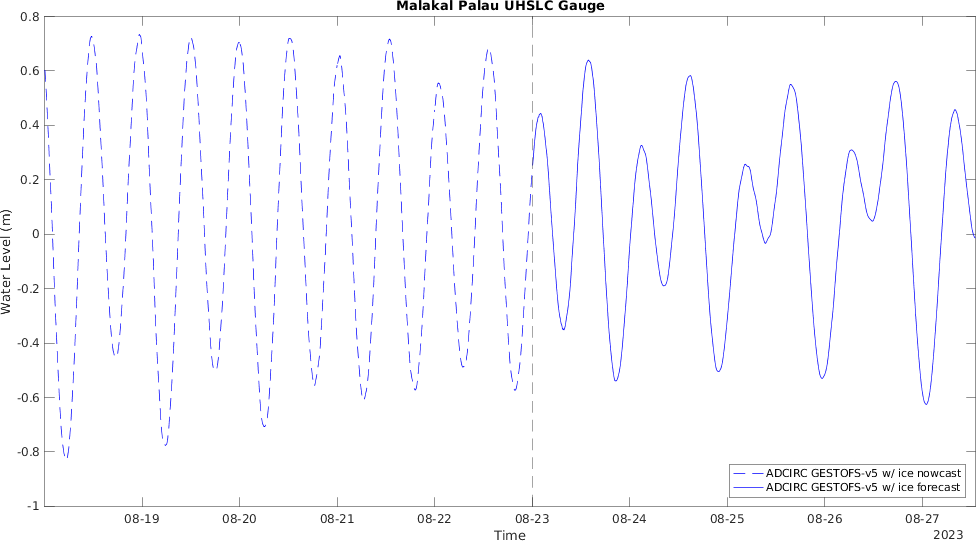 Malakal Palau UHSLC Gauge
0.8
0.6
0.4
0.2
0
-0.2
-0.4
-0.6
-0.8
-1
Water Level (m)
ADCIRC GESTOFS-v5 w/ ice nowcast
ADCIRC GESTOFS-v5 w/ ice forecast
08-19 08-20 08-21 08-22 08-23 08-24 08-25 08-26 08-27
Time
2023